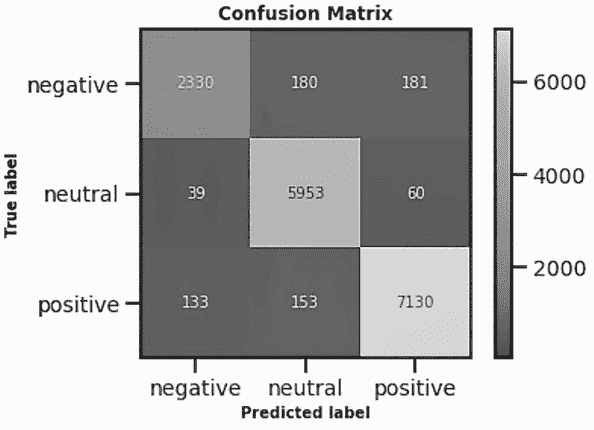 Confusion Matrix
negative 2330 180 181
neutral 39 5953 60
positive 133 153 7130
negative neutral positive
Predicted label
True label
6000
4000
2000